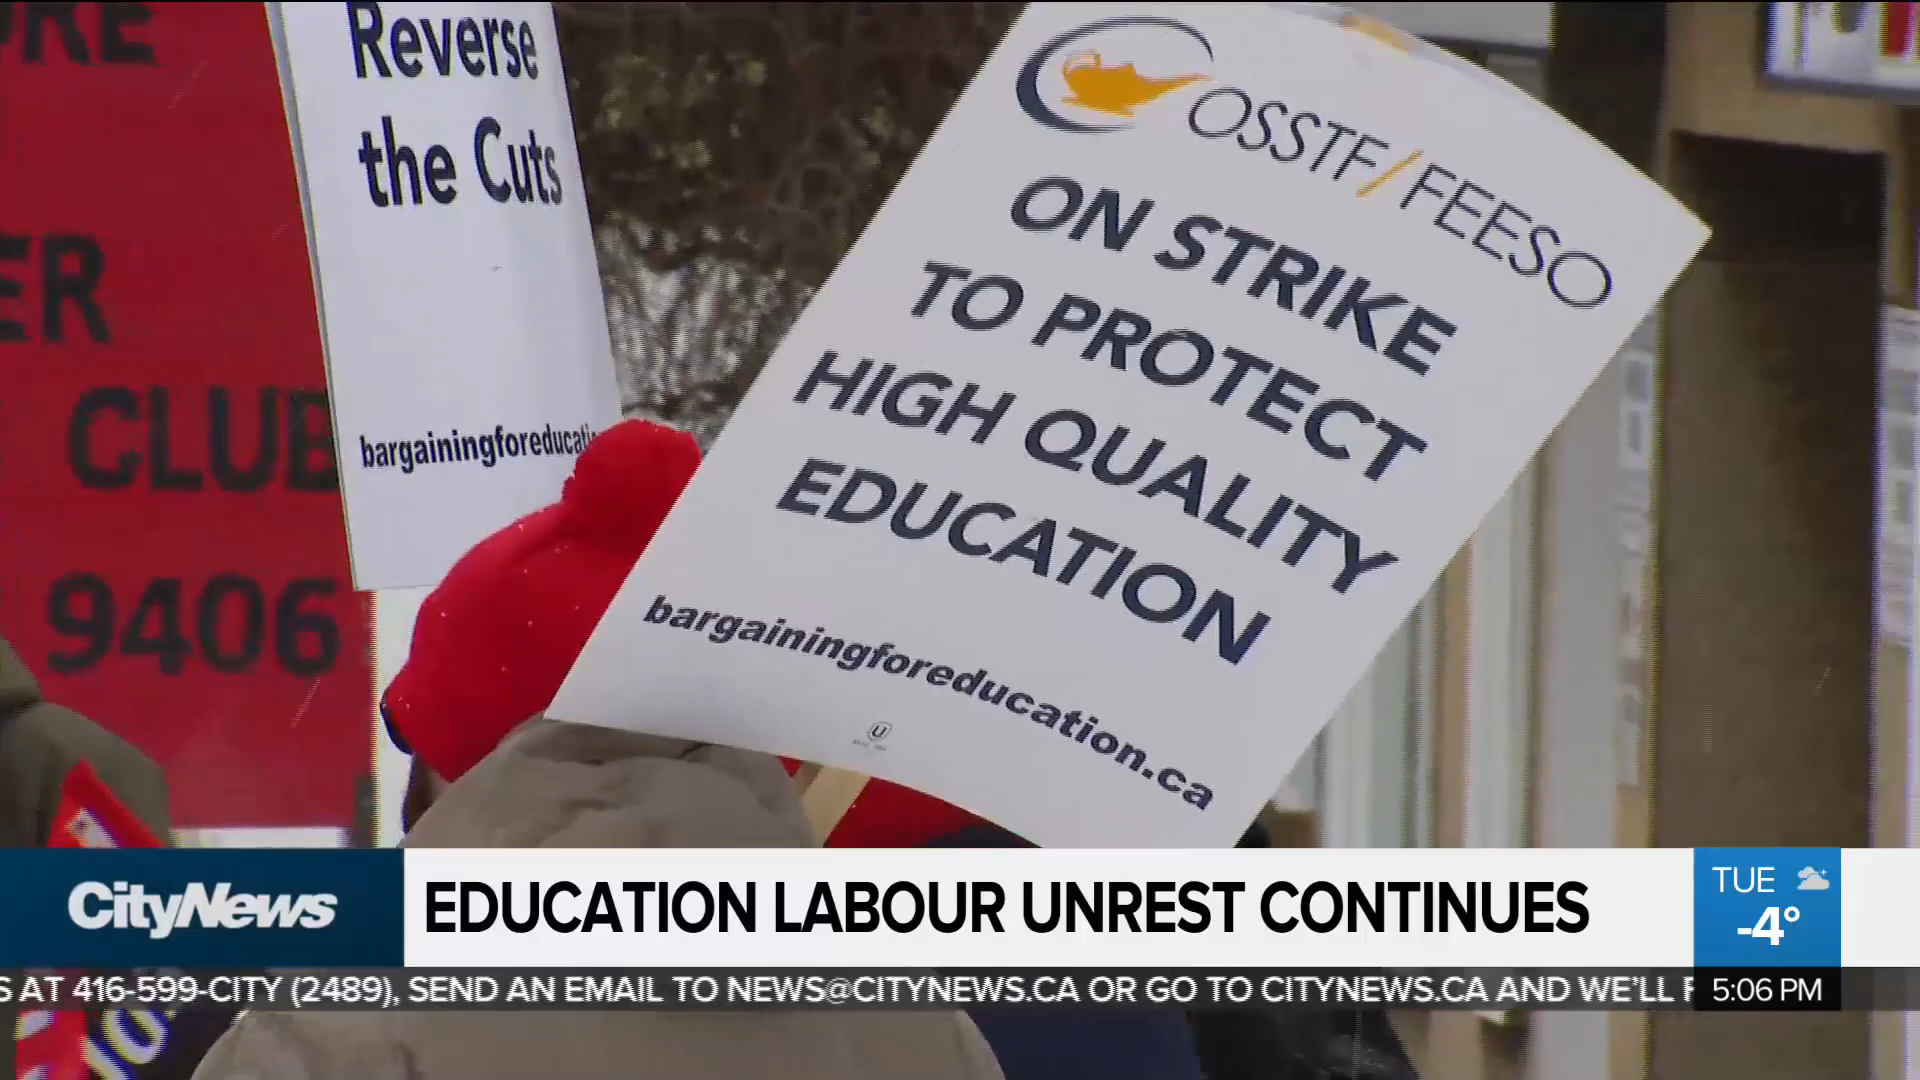 Reverse
the Cuts
CLUB
9406
OSSTF/FEESO
ON STRIKE
TO PROTECT
HIGH QUALITY
EDUCATION
bargainingforeducation.ca
CityNews
EDUCATION LABOUR UNREST CONTINUES
TUE
-4°
S AT 416-599-CITY (2489), SEND AN EMAIL TO NEWS@CITYNEWS.CA OR GO TO CITYNEWS.CA AND WE'LL
5:06 PM